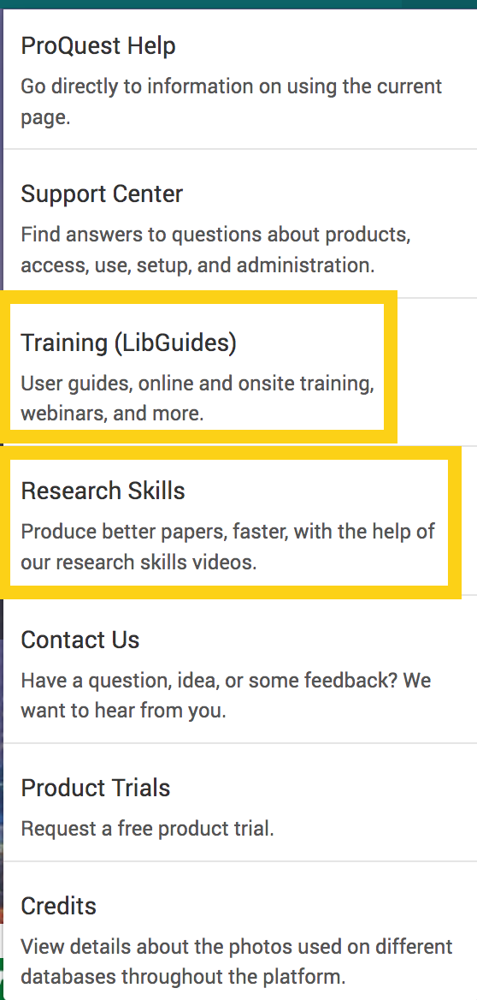 ProQuest Help
Go directly to information on using the current
page.
Support Center
Find answers to questions about products,
access, use, setup, and administration.
Training (LibGuides)
User guides, online and onsite training,
webinars, and more.
Research Skills
Produce better papers, faster, with the help of
our research skills videos.
Contact Us
Have a question, idea, or some feedback? We
want to hear from you.
Product Trials
Request a free product trial.
Credits
View details about the photos used on different
databases throughout the platform.